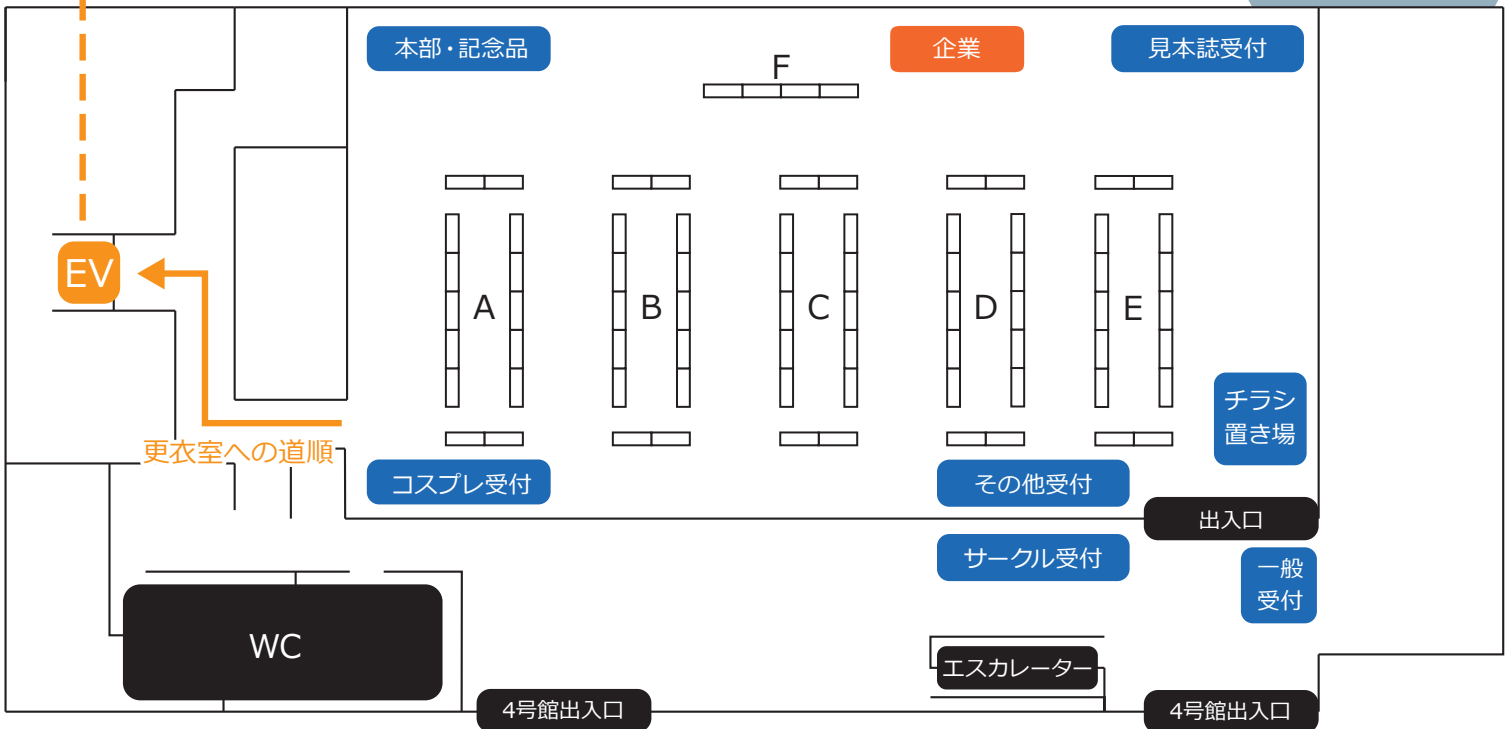 本部・記念品
企業
見本誌受付
F
EV
A
B
C
D
E
チラシ
置き場
更衣室への道順
コスプレ受付
その他受付
出入口
サークル受付
一般
受付
WC
エスカレーター
4号館出入口
4号館出入口